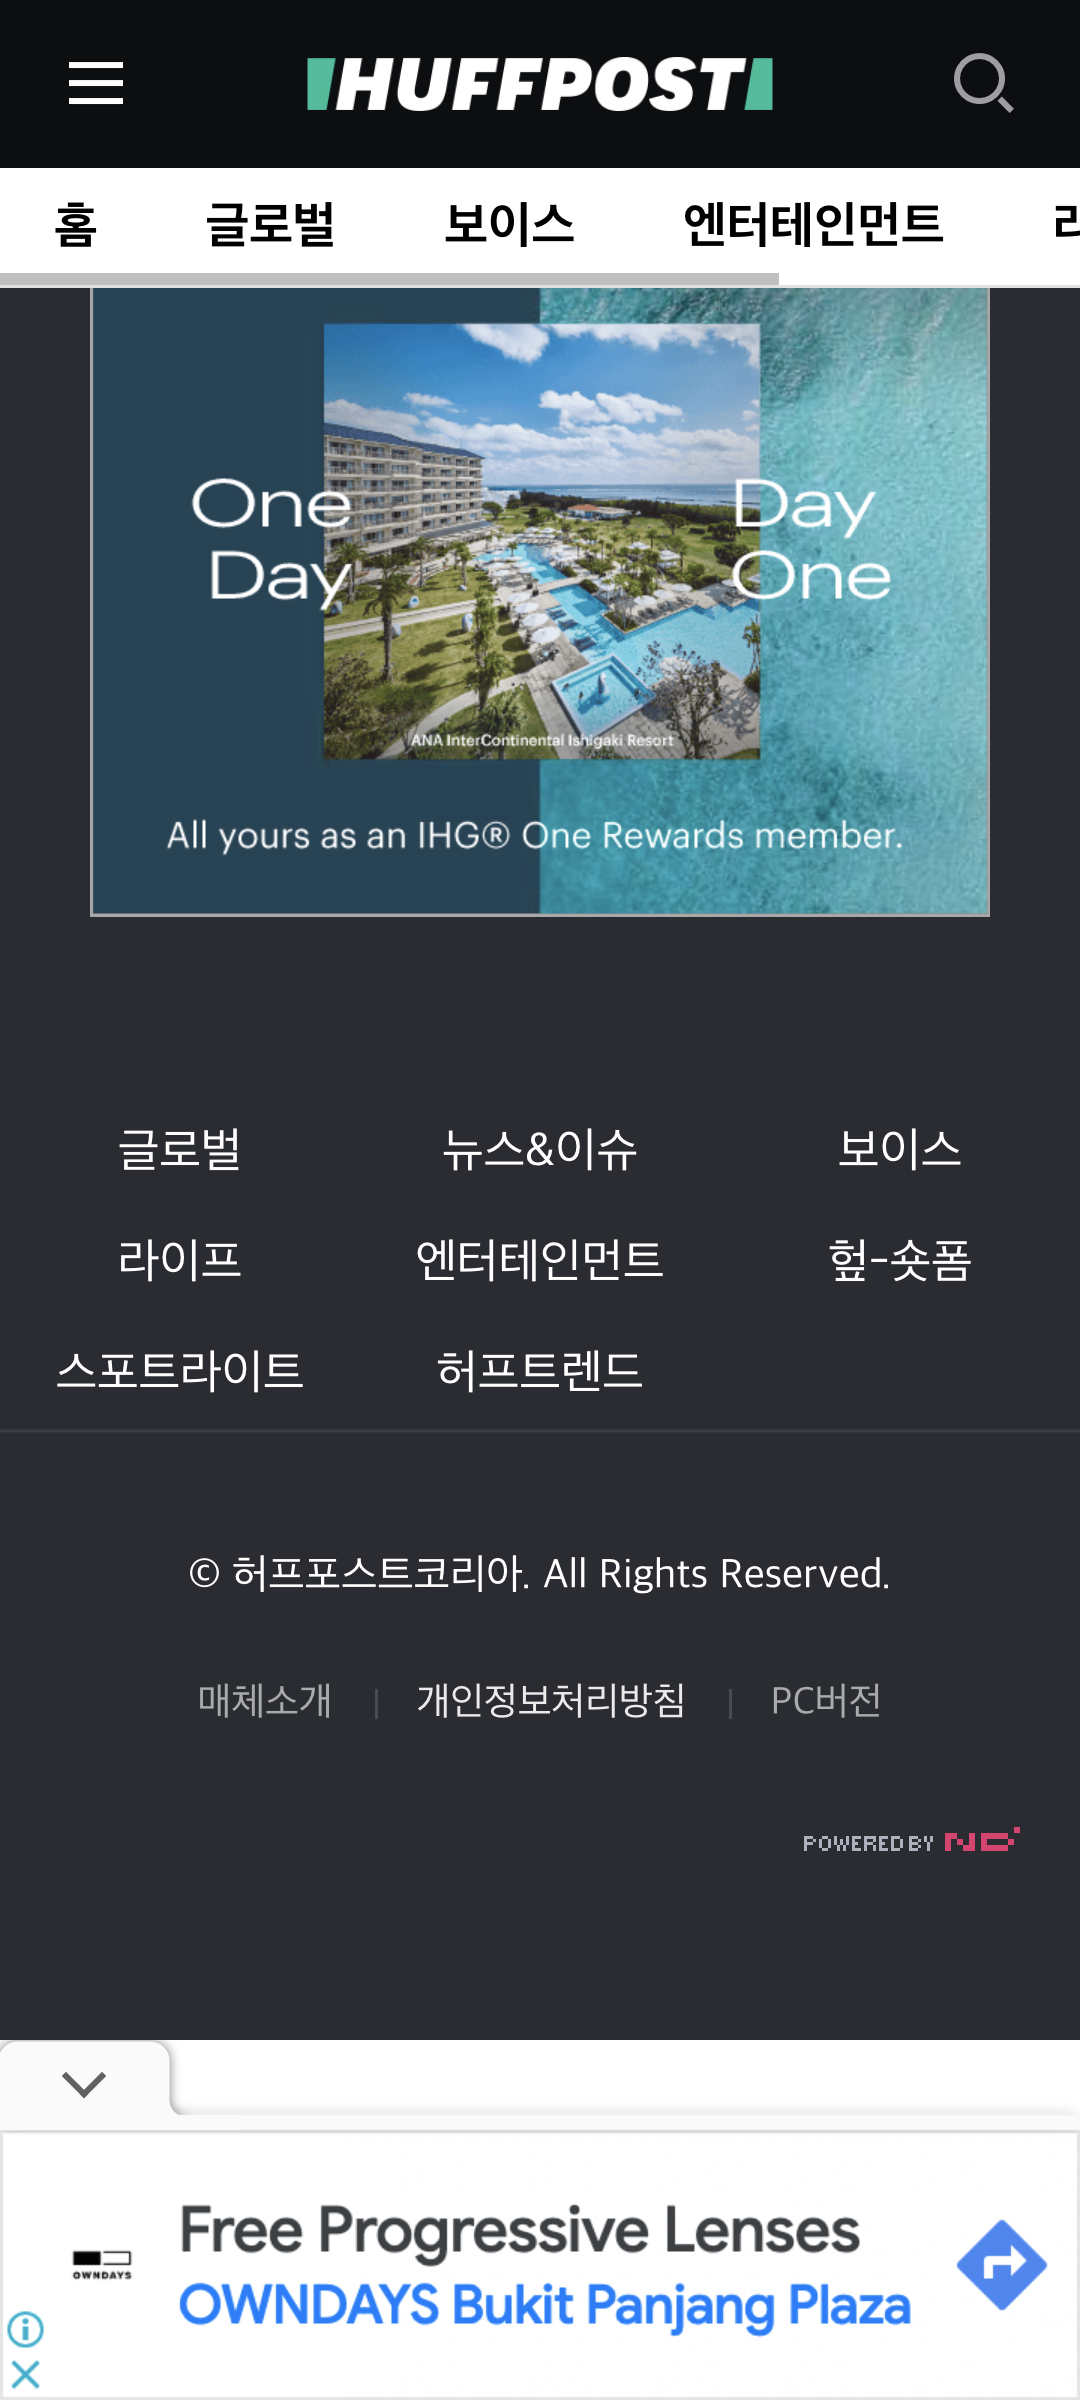 HUFFPOST
홈 글로벌 보이스 엔터테인먼트
One Day
Day One
ANA InterContinental Ishigaki Resort
All yours as an IHG® One Rewards member.
글로벌 뉴스&이슈 보이스
라이프 엔터테인먼트 헢-숏폼
스포트라이트 허프트렌드
© 허프포스트코리아. All Rights Reserved.
매체소개 | 개인정보처리방침 | PC버전
POWERED BY ND
Free Progressive Lenses
OWNDAYS
OWNDAYS Bukit Panjang Plaza